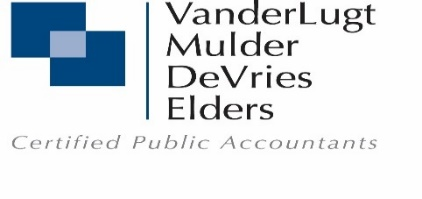 VanderLugt
Mulder
DeVries
Elders
Certified Public Accountants